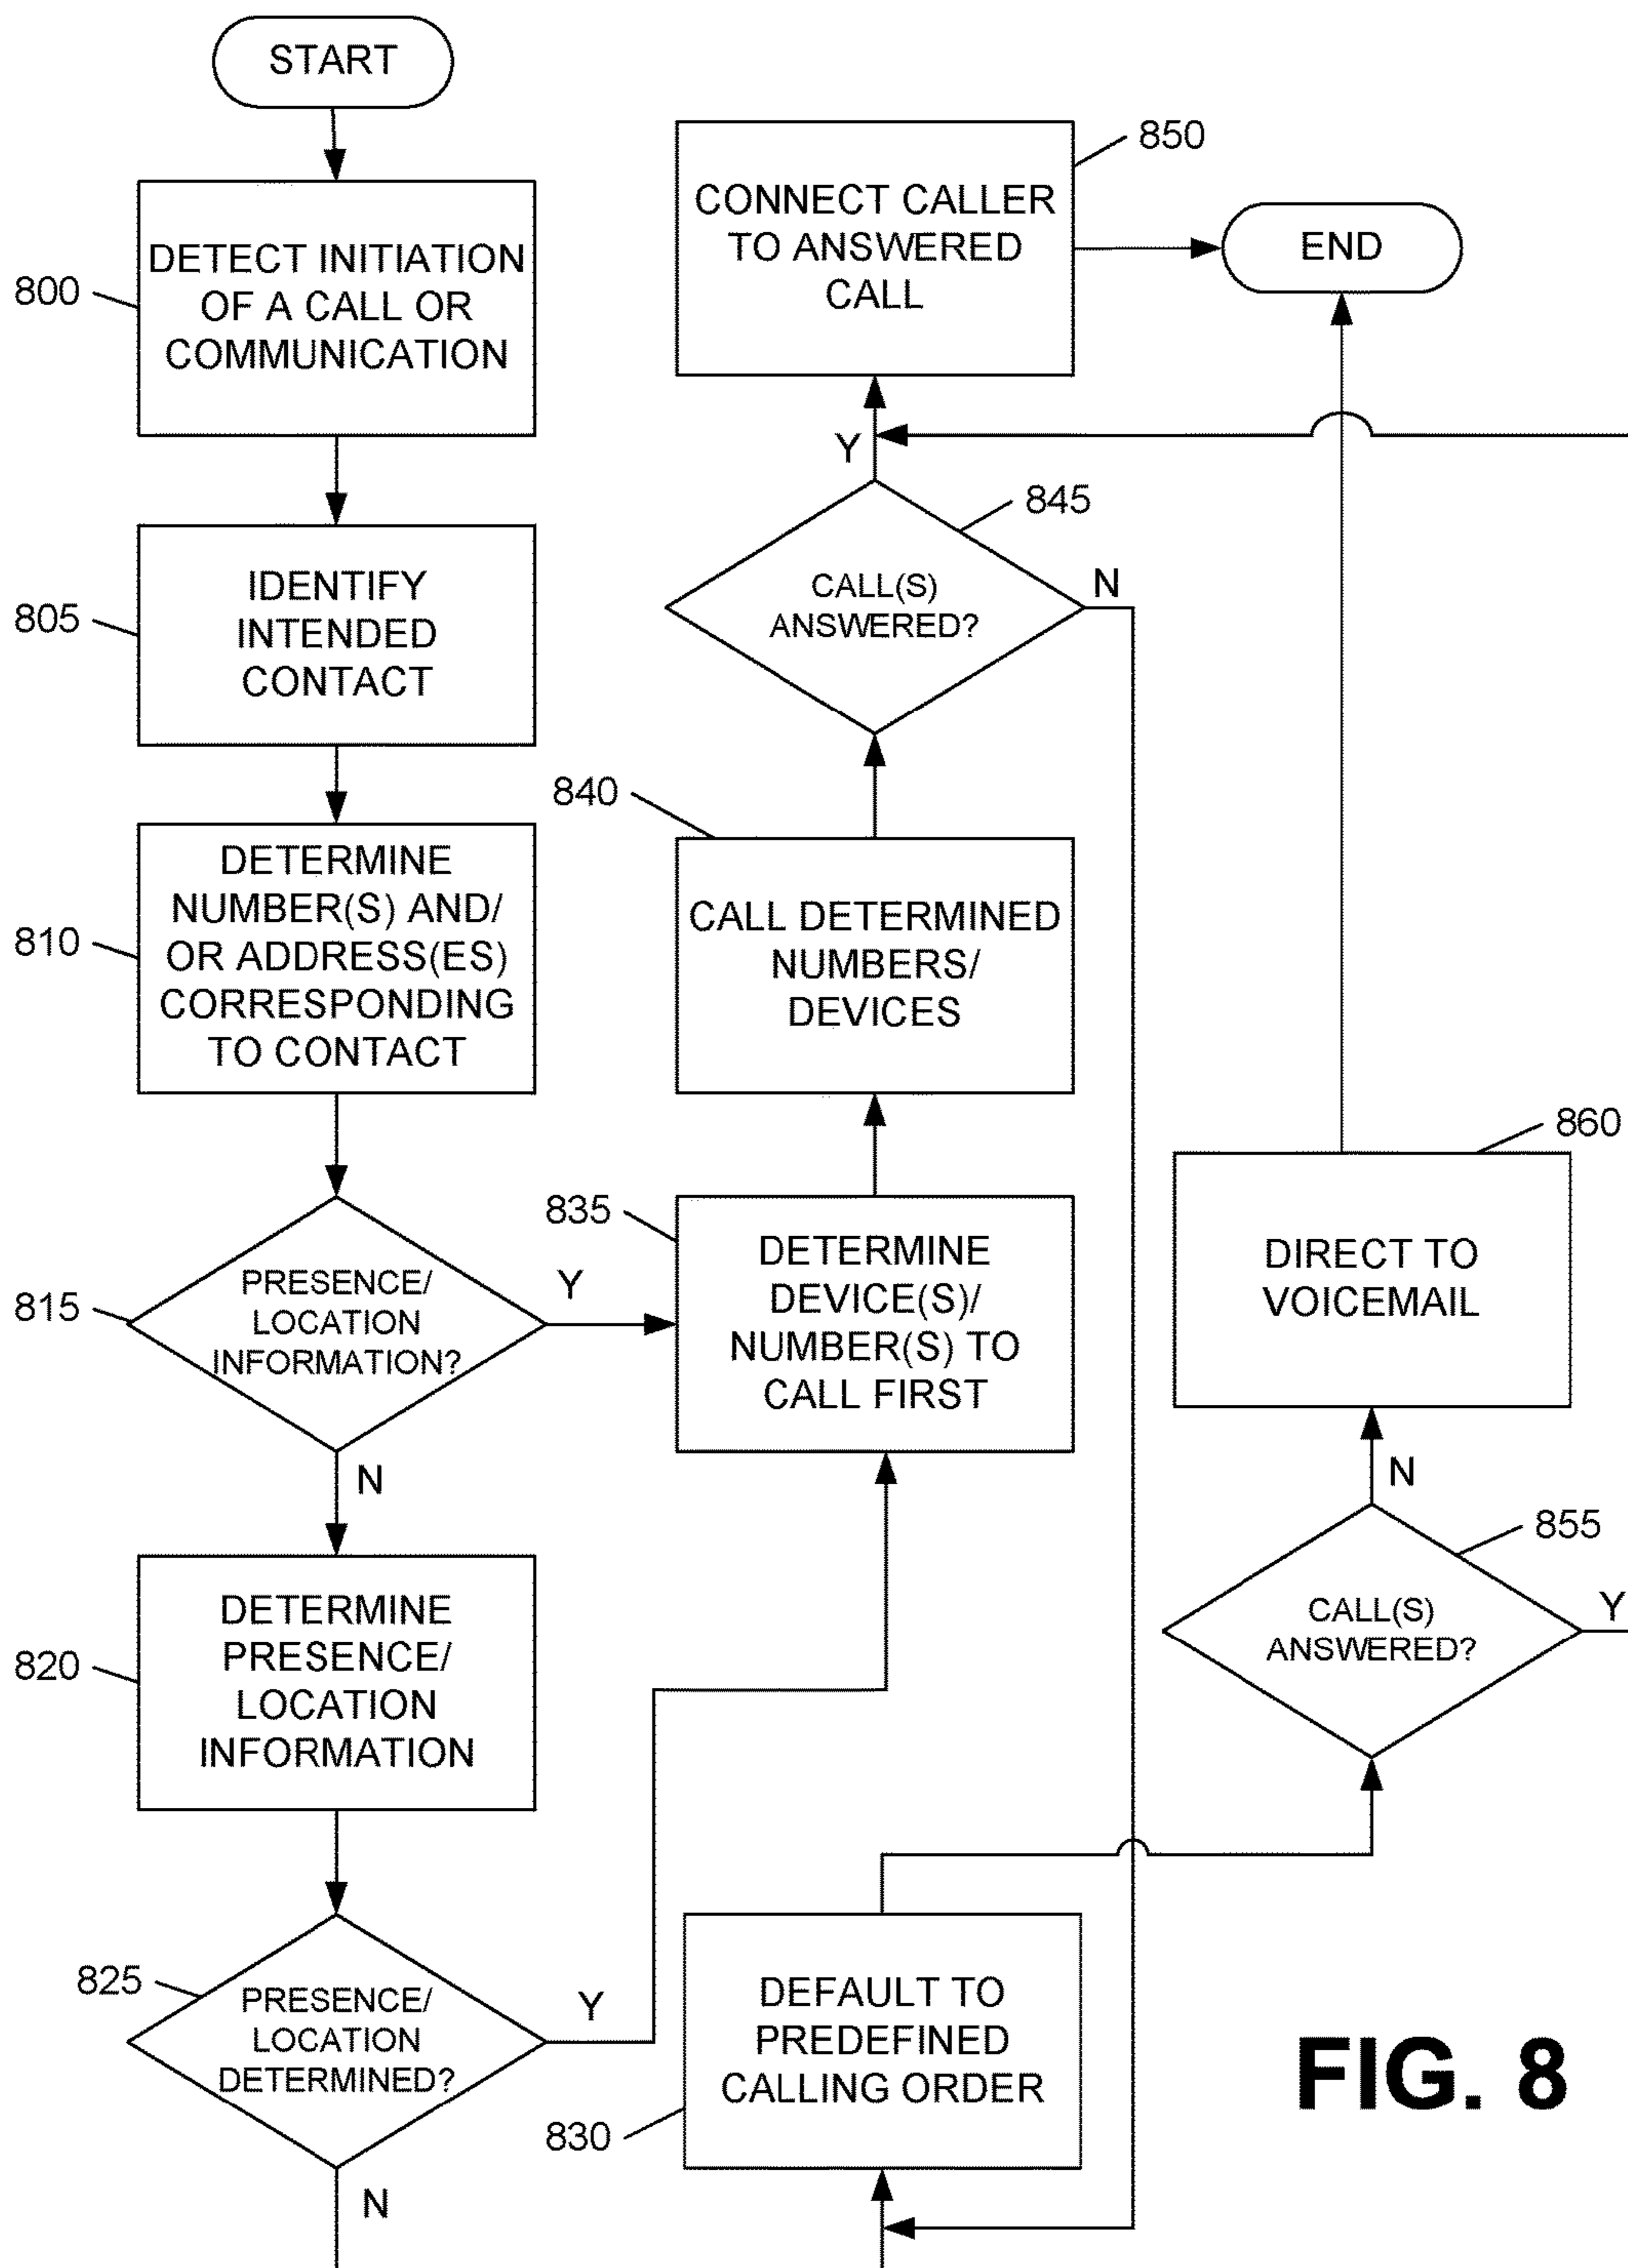 START
800
DETECT INITIATION
OF A CALL OR
COMMUNICATION
805
IDENTIFY
INTENDED
CONTACT
810
DETERMINE
NUMBER(S) AND/
OR ADDRESS(ES)
CORRESPONDING
TO CONTACT
815
PRESENCE/
LOCATION
INFORMATION?
Y
N
820
DETERMINE
PRESENCE/
LOCATION
INFORMATION
825
PRESENCE/
LOCATION
DETERMINED?
Y
N
830
DEFAULT TO
PREDEFINED
CALLING ORDER
835
DETERMINE
DEVICE(S)/
NUMBER(S) TO
CALL FIRST
840
CALL DETERMINED
NUMBERS/
DEVICES
845
CALL(S)
ANSWERED?
Y
N
850
CONNECT CALLER
TO ANSWERED
CALL
END
855
CALL(S)
ANSWERED?
Y
N
860
DIRECT TO
VOICEMAIL
FIG. 8